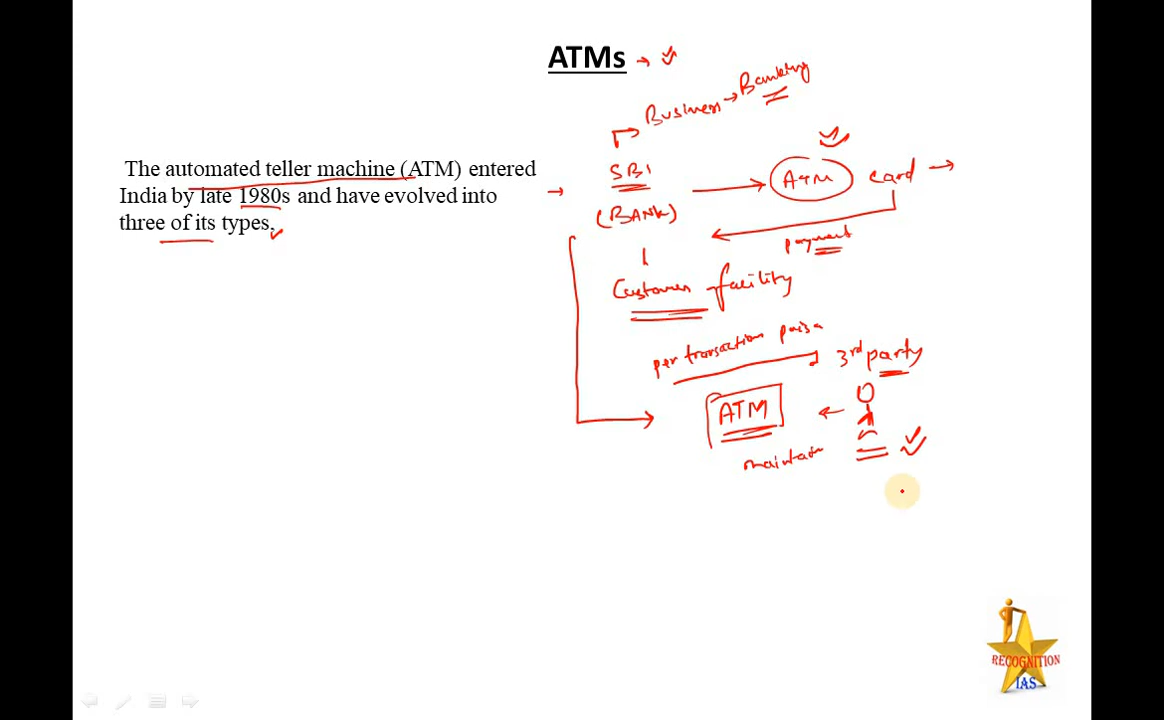 ATMs
Business → Banking
The automated teller machine (ATM) entered
India by late 1980s and have evolved into
three of its types.
SBI → ATM card →
(BANK)
payment
Customer facility
per transaction paisa
3rd party
ATM
maintain
RECOGNITION
IAS